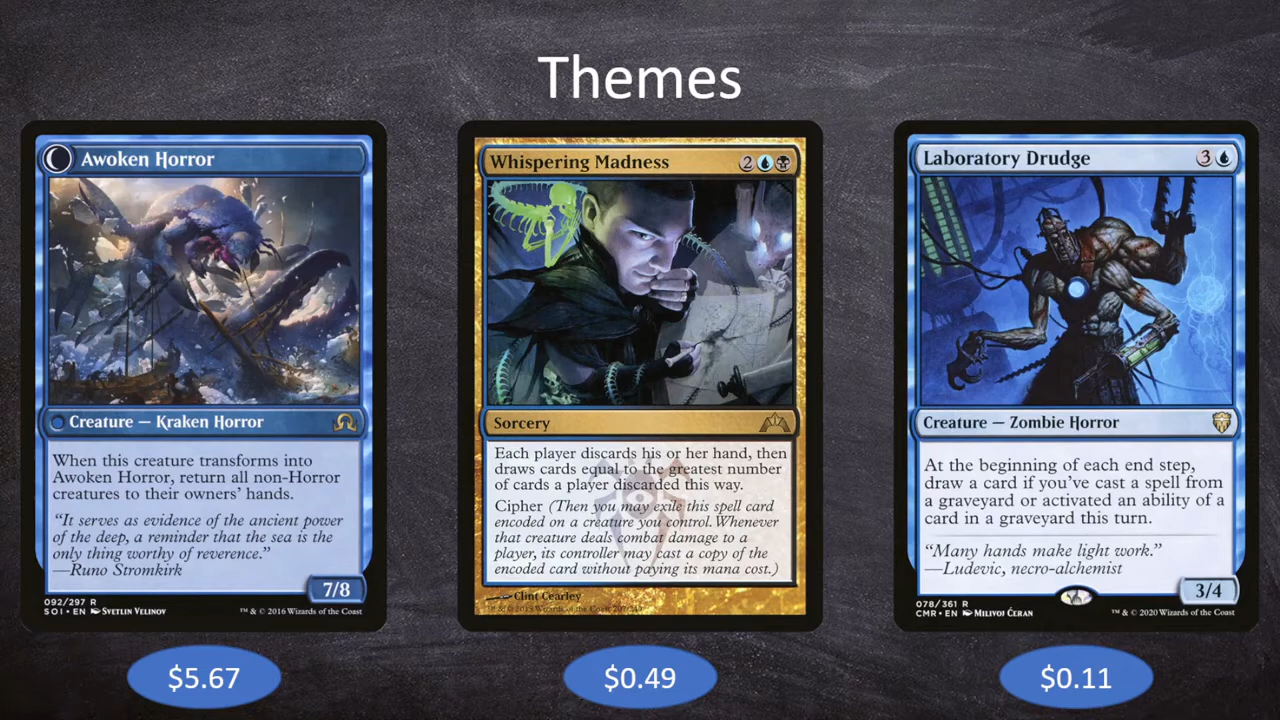 Themes
Awoken Horror
Creature — Kraken Horror
When this creature transforms into
Awoken Horror, return all non-Horror
creatures to their owners' hands.
"It serves as evidence of the ancient power
of the deep, a reminder that the sea is the
only thing worthy of reverence."
—Runo Stromkirk
7/8
092/297 R
SOI • EN Svetlin Velinov
™ & © 2016 Wizards of the Coast
$5.67
Whispering Madness
2
Sorcery
Each player discards his or her hand, then
draws cards equal to the greatest number
of cards a player discarded this way.
Cipher (Then you may exile this spell card
encoded on a creature you control. Whenever
that creature deals combat damage to a
player, its controller may cast a copy of the
encoded card without paying its mana cost.)
Clint Cearley
$0.49
Laboratory Drudge
3
Creature — Zombie Horror
At the beginning of each end step,
draw a card if you've cast a spell from
a graveyard or activated an ability of a
card in a graveyard this turn.
"Many hands make light work."
—Ludevic, necro-alchemist
3/4
078/361 R
CMR • EN Milivoj Ćeran
™ & © 2020 Wizards of the Coast
$0.11